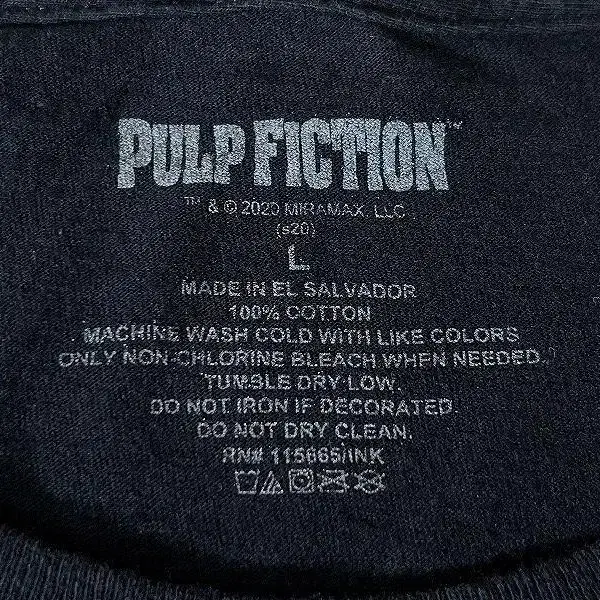 PULP FICTION™
™ & © 2020 MIRAMAX, LLC
(s20)
L
MADE IN EL SALVADOR
100% COTTON
MACHINE WASH COLD WITH LIKE COLORS
ONLY NON-CHLORINE BLEACH WHEN NEEDED.
TUMBLE DRY LOW.
DO NOT IRON IF DECORATED.
DO NOT DRY CLEAN.
RN# 115665/INK